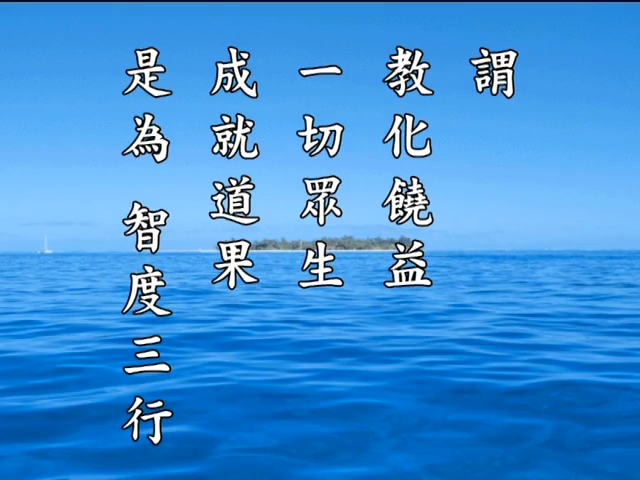 謂
教化饒益
一切眾生
成就道果
是為 智度三行